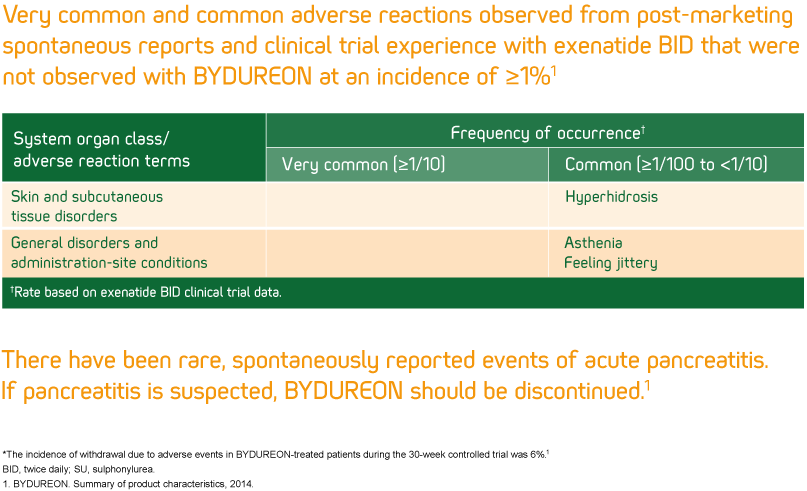 Very common and common adverse reactions observed from post-marketing
spontaneous reports and clinical trial experience with exenatide BID that were
not observed with BYDUREON at an incidence of ≥1%¹
System organ class/
adverse reaction terms
Frequency of occurrence†
Very common (≥1/10)
Common (≥1/100 to <1/10)
Skin and subcutaneous
tissue disorders
Hyperhidrosis
General disorders and
administration-site conditions
Asthenia
Feeling jittery
†Rate based on exenatide BID clinical trial data.
There have been rare, spontaneously reported events of acute pancreatitis.
If pancreatitis is suspected, BYDUREON should be discontinued.¹
*The incidence of withdrawal due to adverse events in BYDUREON-treated patients during the 30-week controlled trial was 6%.¹
BID, twice daily; SU, sulphonylurea.
1. BYDUREON. Summary of product characteristics, 2014.